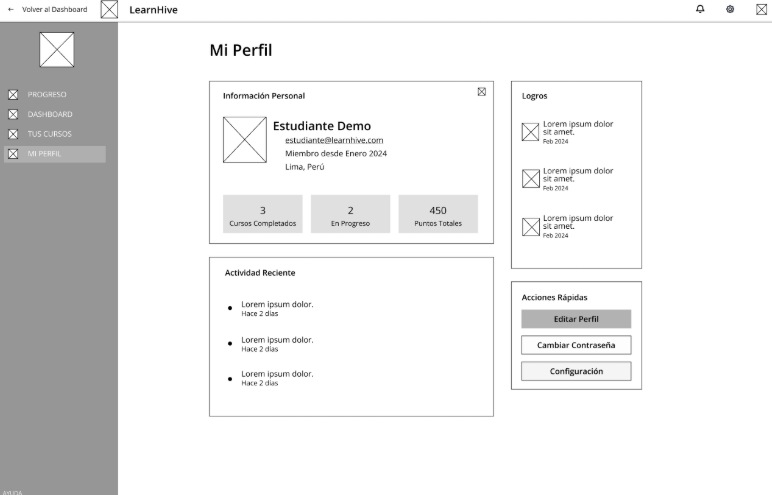 ← Volver al Dashboard
LearnHive
PROGRESO
DASHBOARD
TUS CURSOS
MI PERFIL
AYUDA
Mi Perfil
Información Personal
Estudiante Demo
estudiante@learnhive.com
Miembro desde Enero 2024
Lima, Perú
3
Cursos Completados
2
En Progreso
450
Puntos Totales
Actividad Reciente
Lorem ipsum dolor.
Hace 2 días
Lorem ipsum dolor.
Hace 2 días
Lorem ipsum dolor.
Hace 2 días
Logros
Lorem ipsum dolor
sit amet.
Feb 2024
Lorem ipsum dolor
sit amet.
Feb 2024
Lorem ipsum dolor
sit amet.
Feb 2024
Acciones Rápidas
Editar Perfil
Cambiar Contraseña
Configuración